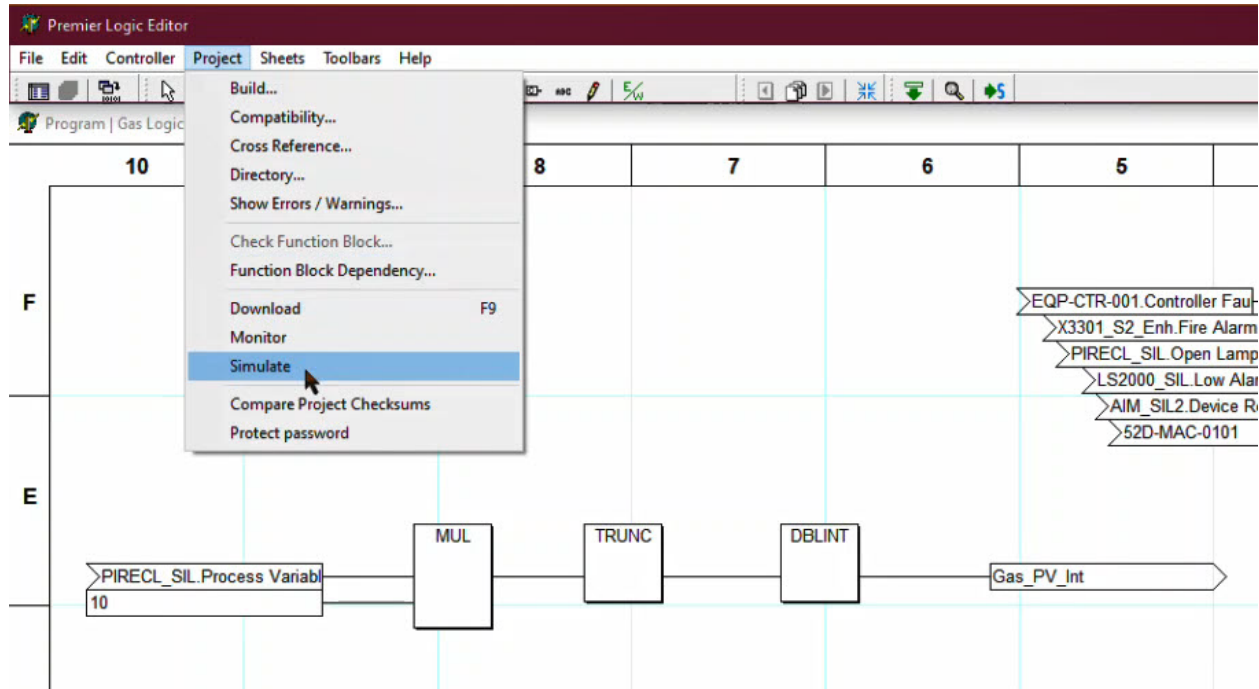 Premier Logic Editor
File Edit Controller Project Sheets Toolbars Help
Program | Gas Logic
Build...
Compatibility...
Cross Reference...
Directory...
Show Errors / Warnings...
Check Function Block...
Function Block Dependency...
Download F9
Monitor
Simulate
Compare Project Checksums
Protect password
10 8 7 6 5
F
EQP-CTR-001.Controller Fau
X3301_S2_Enh.Fire Alarm
PIRECL_SIL.Open Lamp
LS2000_SIL.Low Alar
AIM_SIL2.Device R
52D-MAC-0101
E
MUL TRUNC DBLINT
PIRECL_SIL.Process Variabl
10
Gas_PV_Int